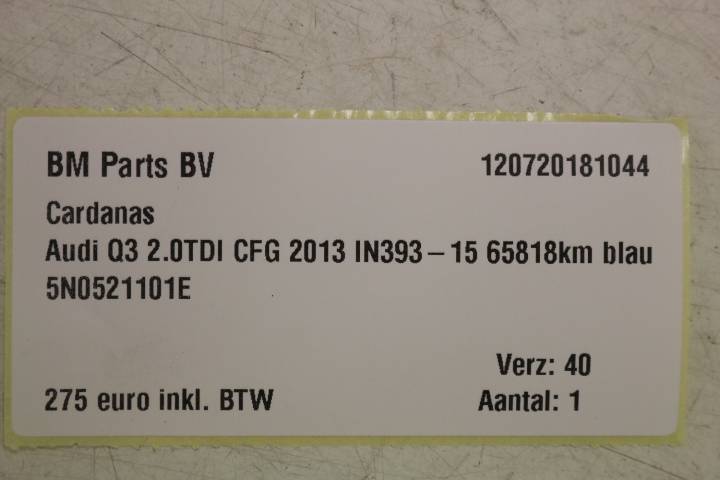 BM Parts BV 120720181044
Cardanas
Audi Q3 2.0TDI CFG 2013 IN393-15 65818km blau
5N0521101E
Verz: 40
275 euro inkl. BTW Aantal: 1